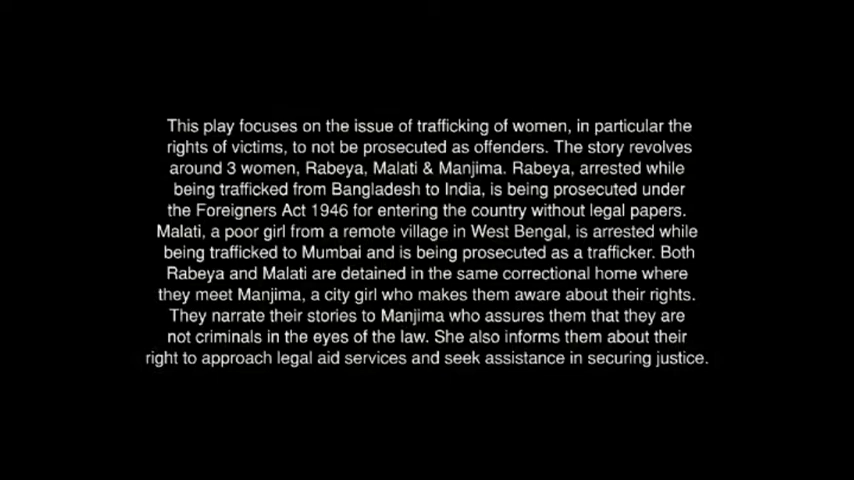 This play focuses on the issue of trafficking of women, in particular the
rights of victims, to not be prosecuted as offenders. The story revolves
around 3 women, Rabeya, Malati & Manjima. Rabeya, arrested while
being trafficked from Bangladesh to India, is being prosecuted under
the Foreigners Act 1946 for entering the country without legal papers.
Malati, a poor girl from a remote village in West Bengal, is arrested while
being trafficked to Mumbai and is being prosecuted as a trafficker. Both
Rabeya and Malati are detained in the same correctional home where
they meet Manjima, a city girl who makes them aware about their rights.
They narrate their stories to Manjima who assures them that they are
not criminals in the eyes of the law. She also informs them about their
right to approach legal aid services and seek assistance in securing justice.